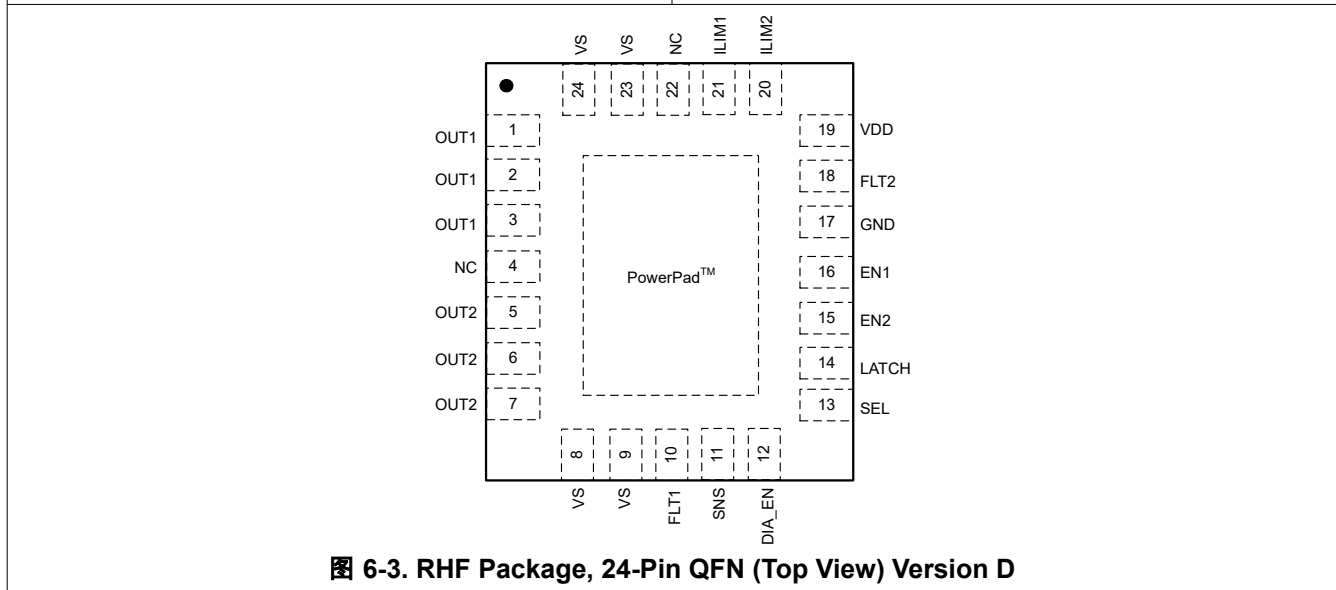 VS
VS
NC
ILIM1
ILIM2
24
23
22
21
20
OUT1 1
19 VDD
OUT1 2
18 FLT2
OUT1 3
17 GND
NC 4
16 EN1
PowerPad™
OUT2 5
15 EN2
OUT2 6
14 LATCH
OUT2 7
13 SEL
8
9
10
11
12
VS
VS
FLT1
SNS
DIA_EN
图 6-3. RHF Package, 24-Pin QFN (Top View) Version D